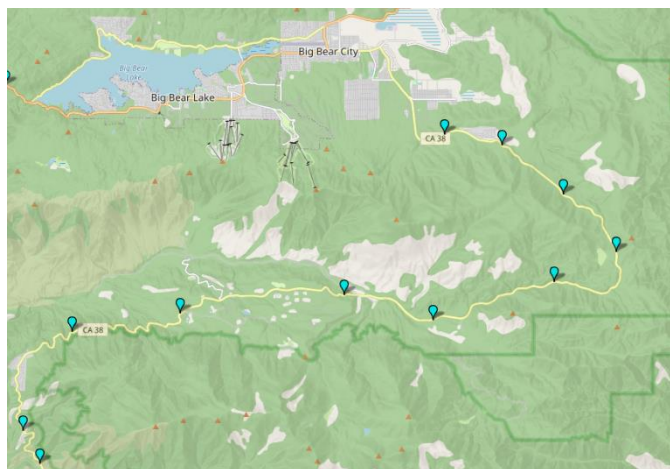 Big Bear City
Big Bear
Lake
Big Bear Lake
CA 38
CA 38